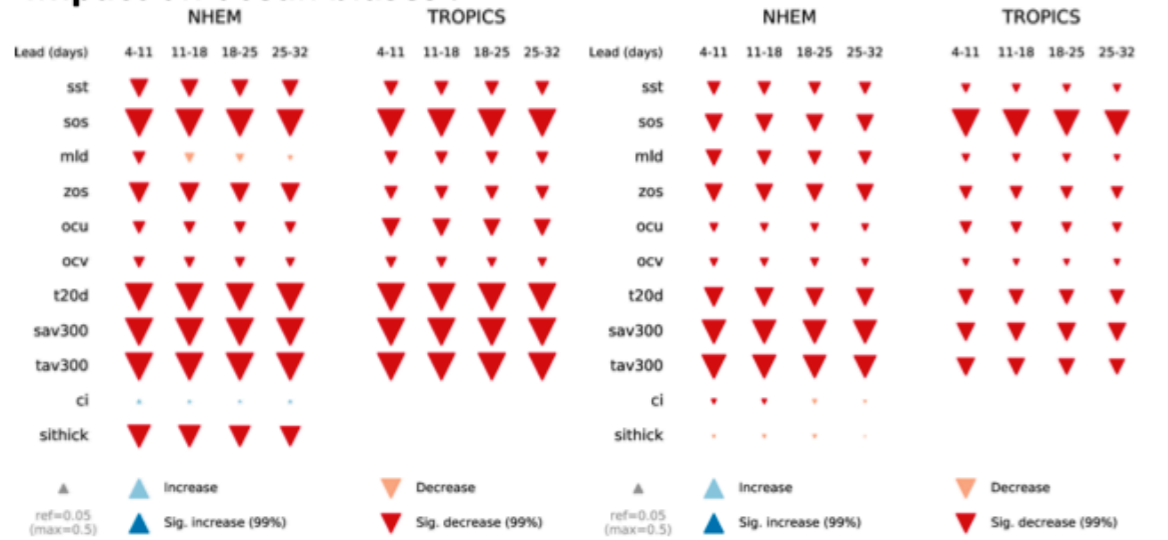 NHEM TROPICS NHEM TROPICS
Lead (days) 4-11 11-18 18-25 25-32 4-11 11-18 18-25 25-32 Lead (days) 4-11 11-18 18-25 25-32 4-11 11-18 18-25 25-32
sst sst
sos sos
mld mld
zos zos
ocu ocu
ocv ocv
t20d t20d
sav300 sav300
tav300 tav300
ci ci
sithick sithick
Increase Decrease Increase Decrease
ref=0.05 Sig. increase (99%) Sig. decrease (99%) ref=0.05 Sig. increase (99%) Sig. decrease (99%)
(max=0.5) (max=0.5)